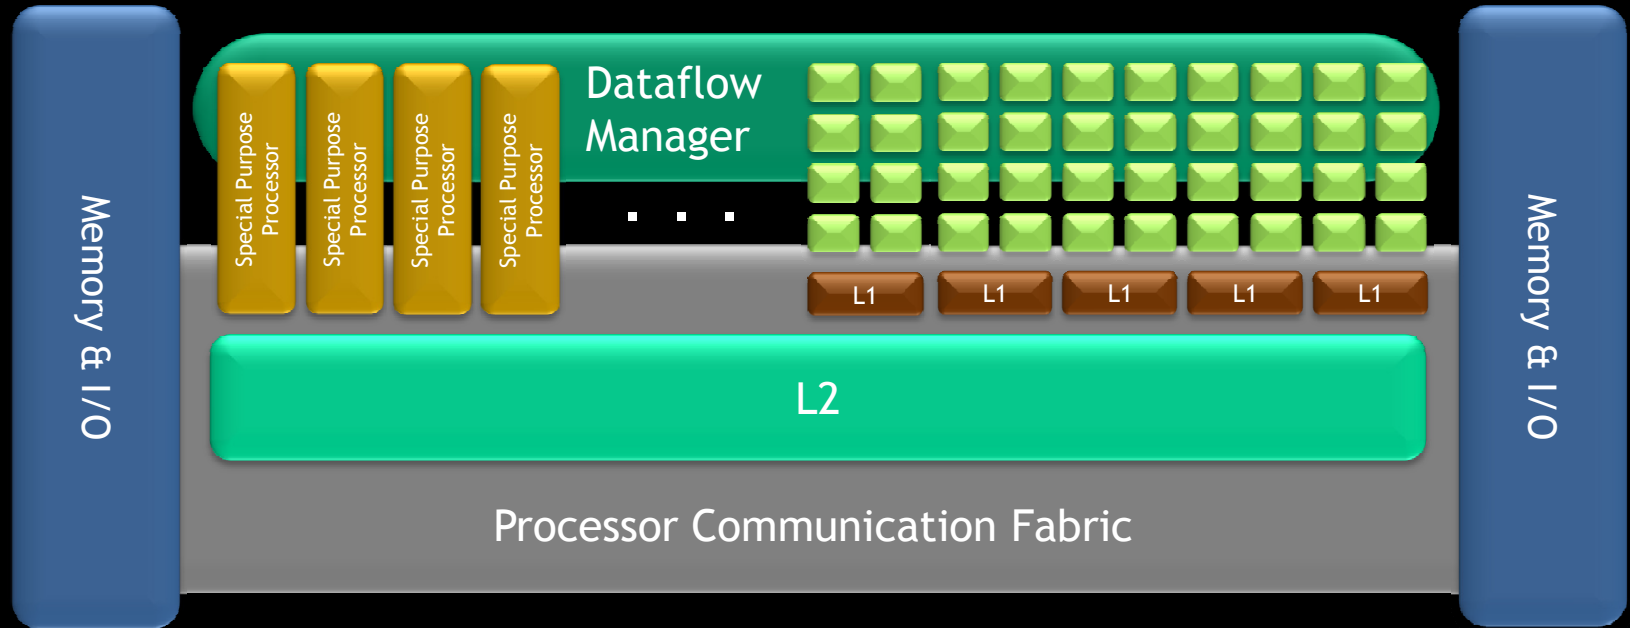 Memory & I/O
Special Purpose
Processor
Special Purpose
Processor
Special Purpose
Processor
Special Purpose
Processor
Dataflow
Manager
. . .
L1
L1
L1
L1
L1
L2
Processor Communication Fabric
Memory & I/O